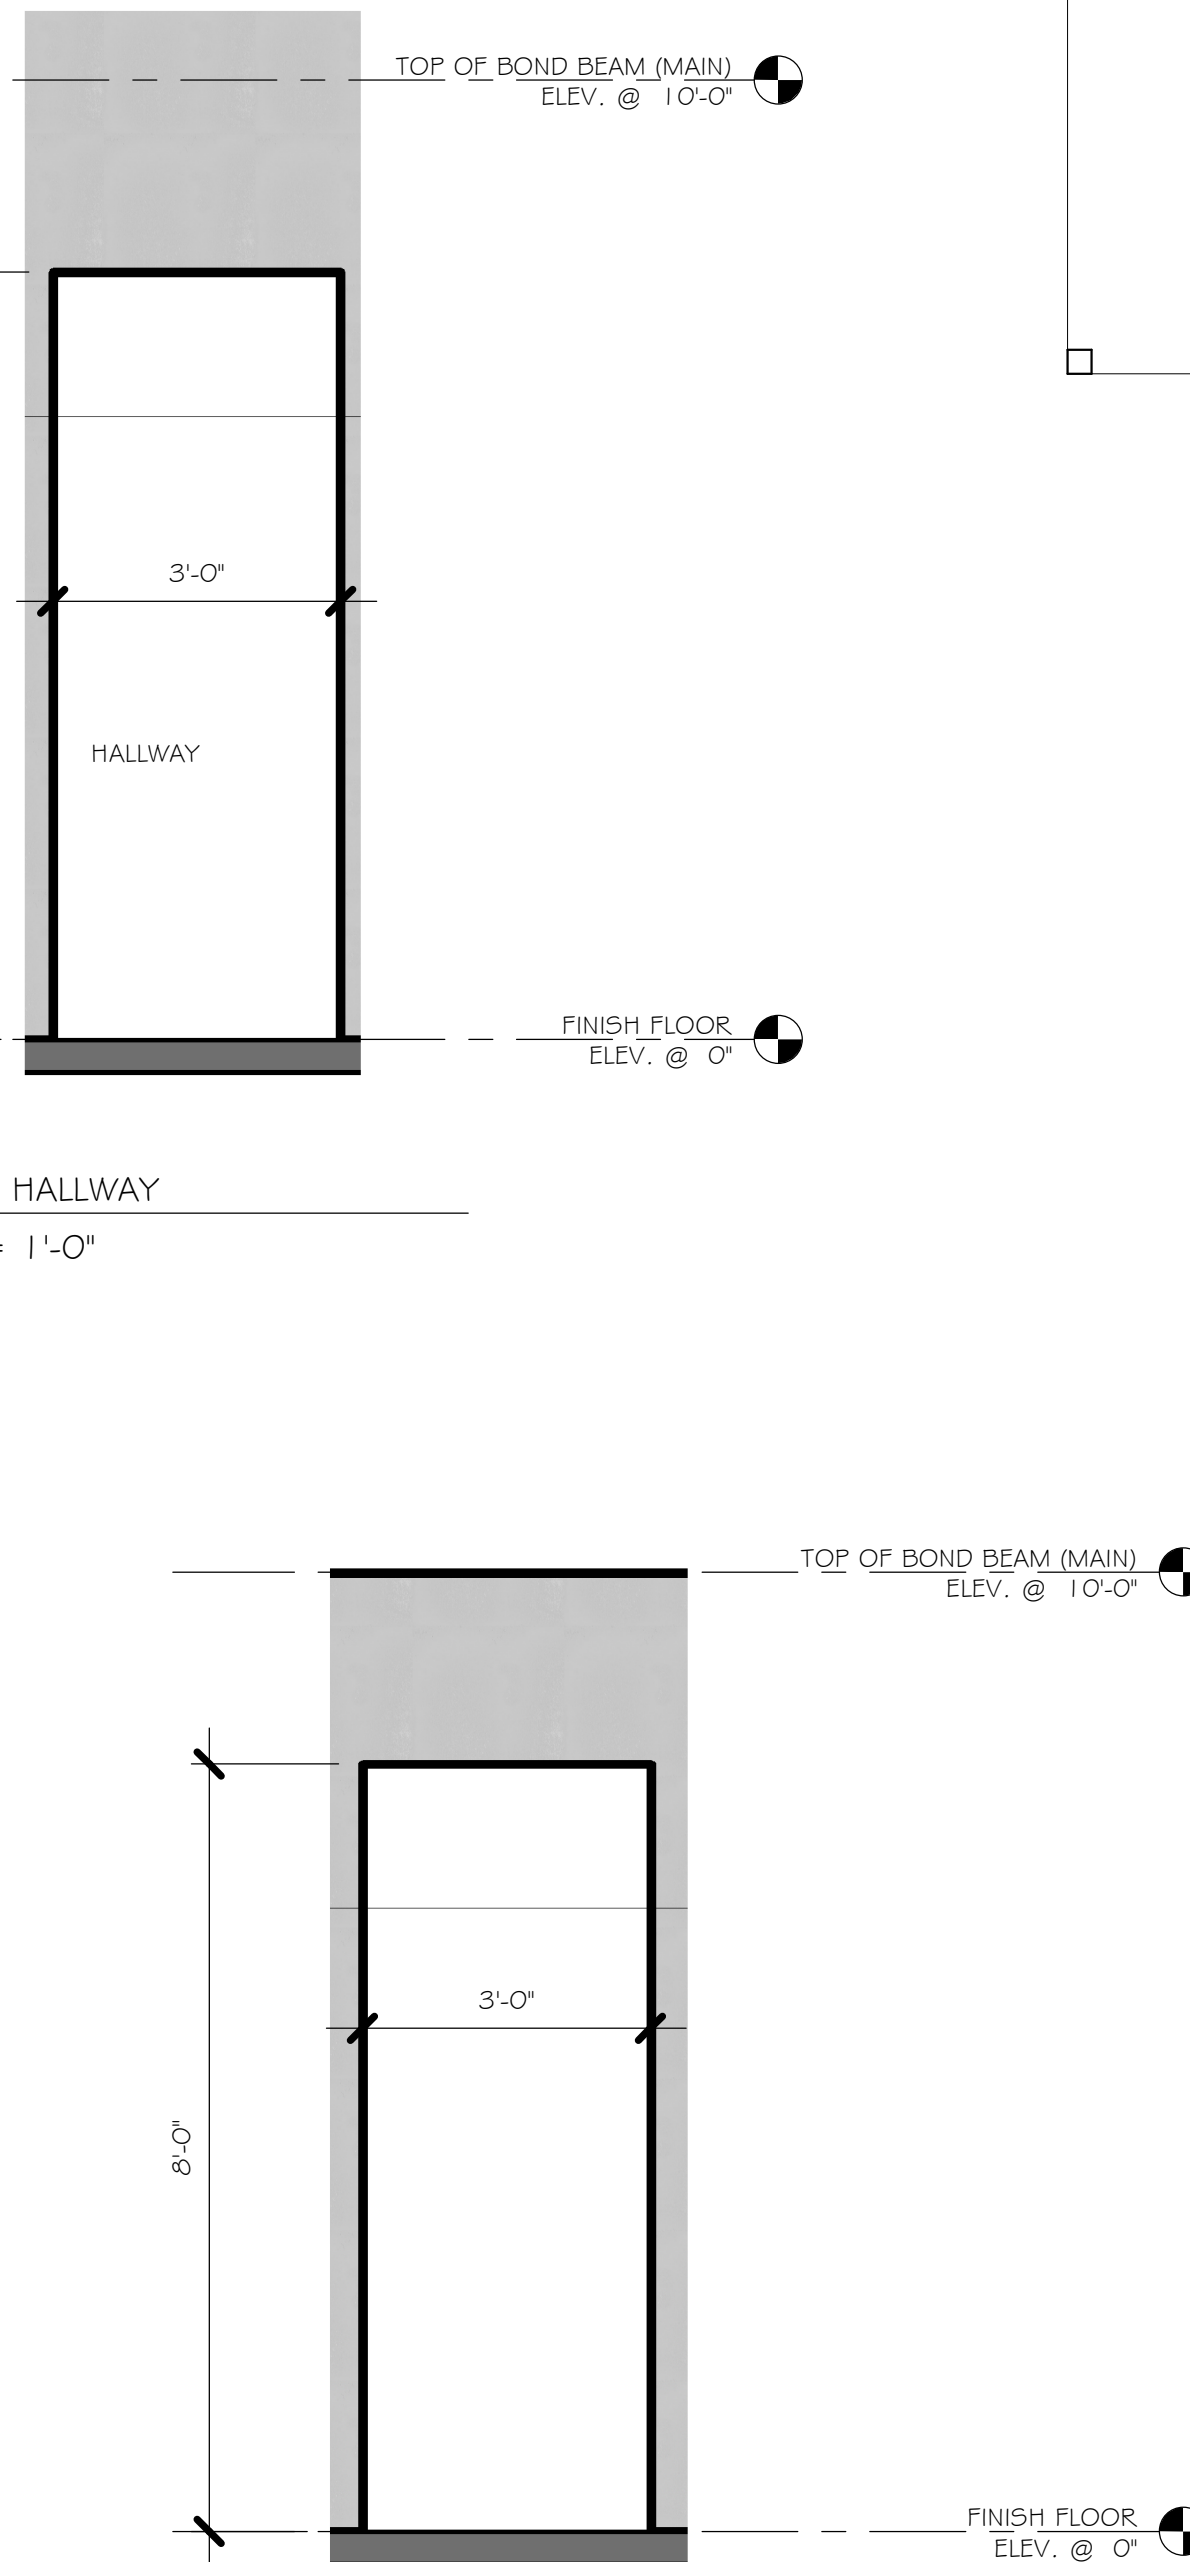 TOP OF BOND BEAM (MAIN)
ELEV. @ 10'-0"
3'-0"
HALLWAY
FINISH FLOOR
ELEV. @ 0"
HALLWAY
= 1'-0"
TOP OF BOND BEAM (MAIN)
ELEV. @ 10'-0"
3'-0"
8'-0"
FINISH FLOOR
ELEV. @ 0"